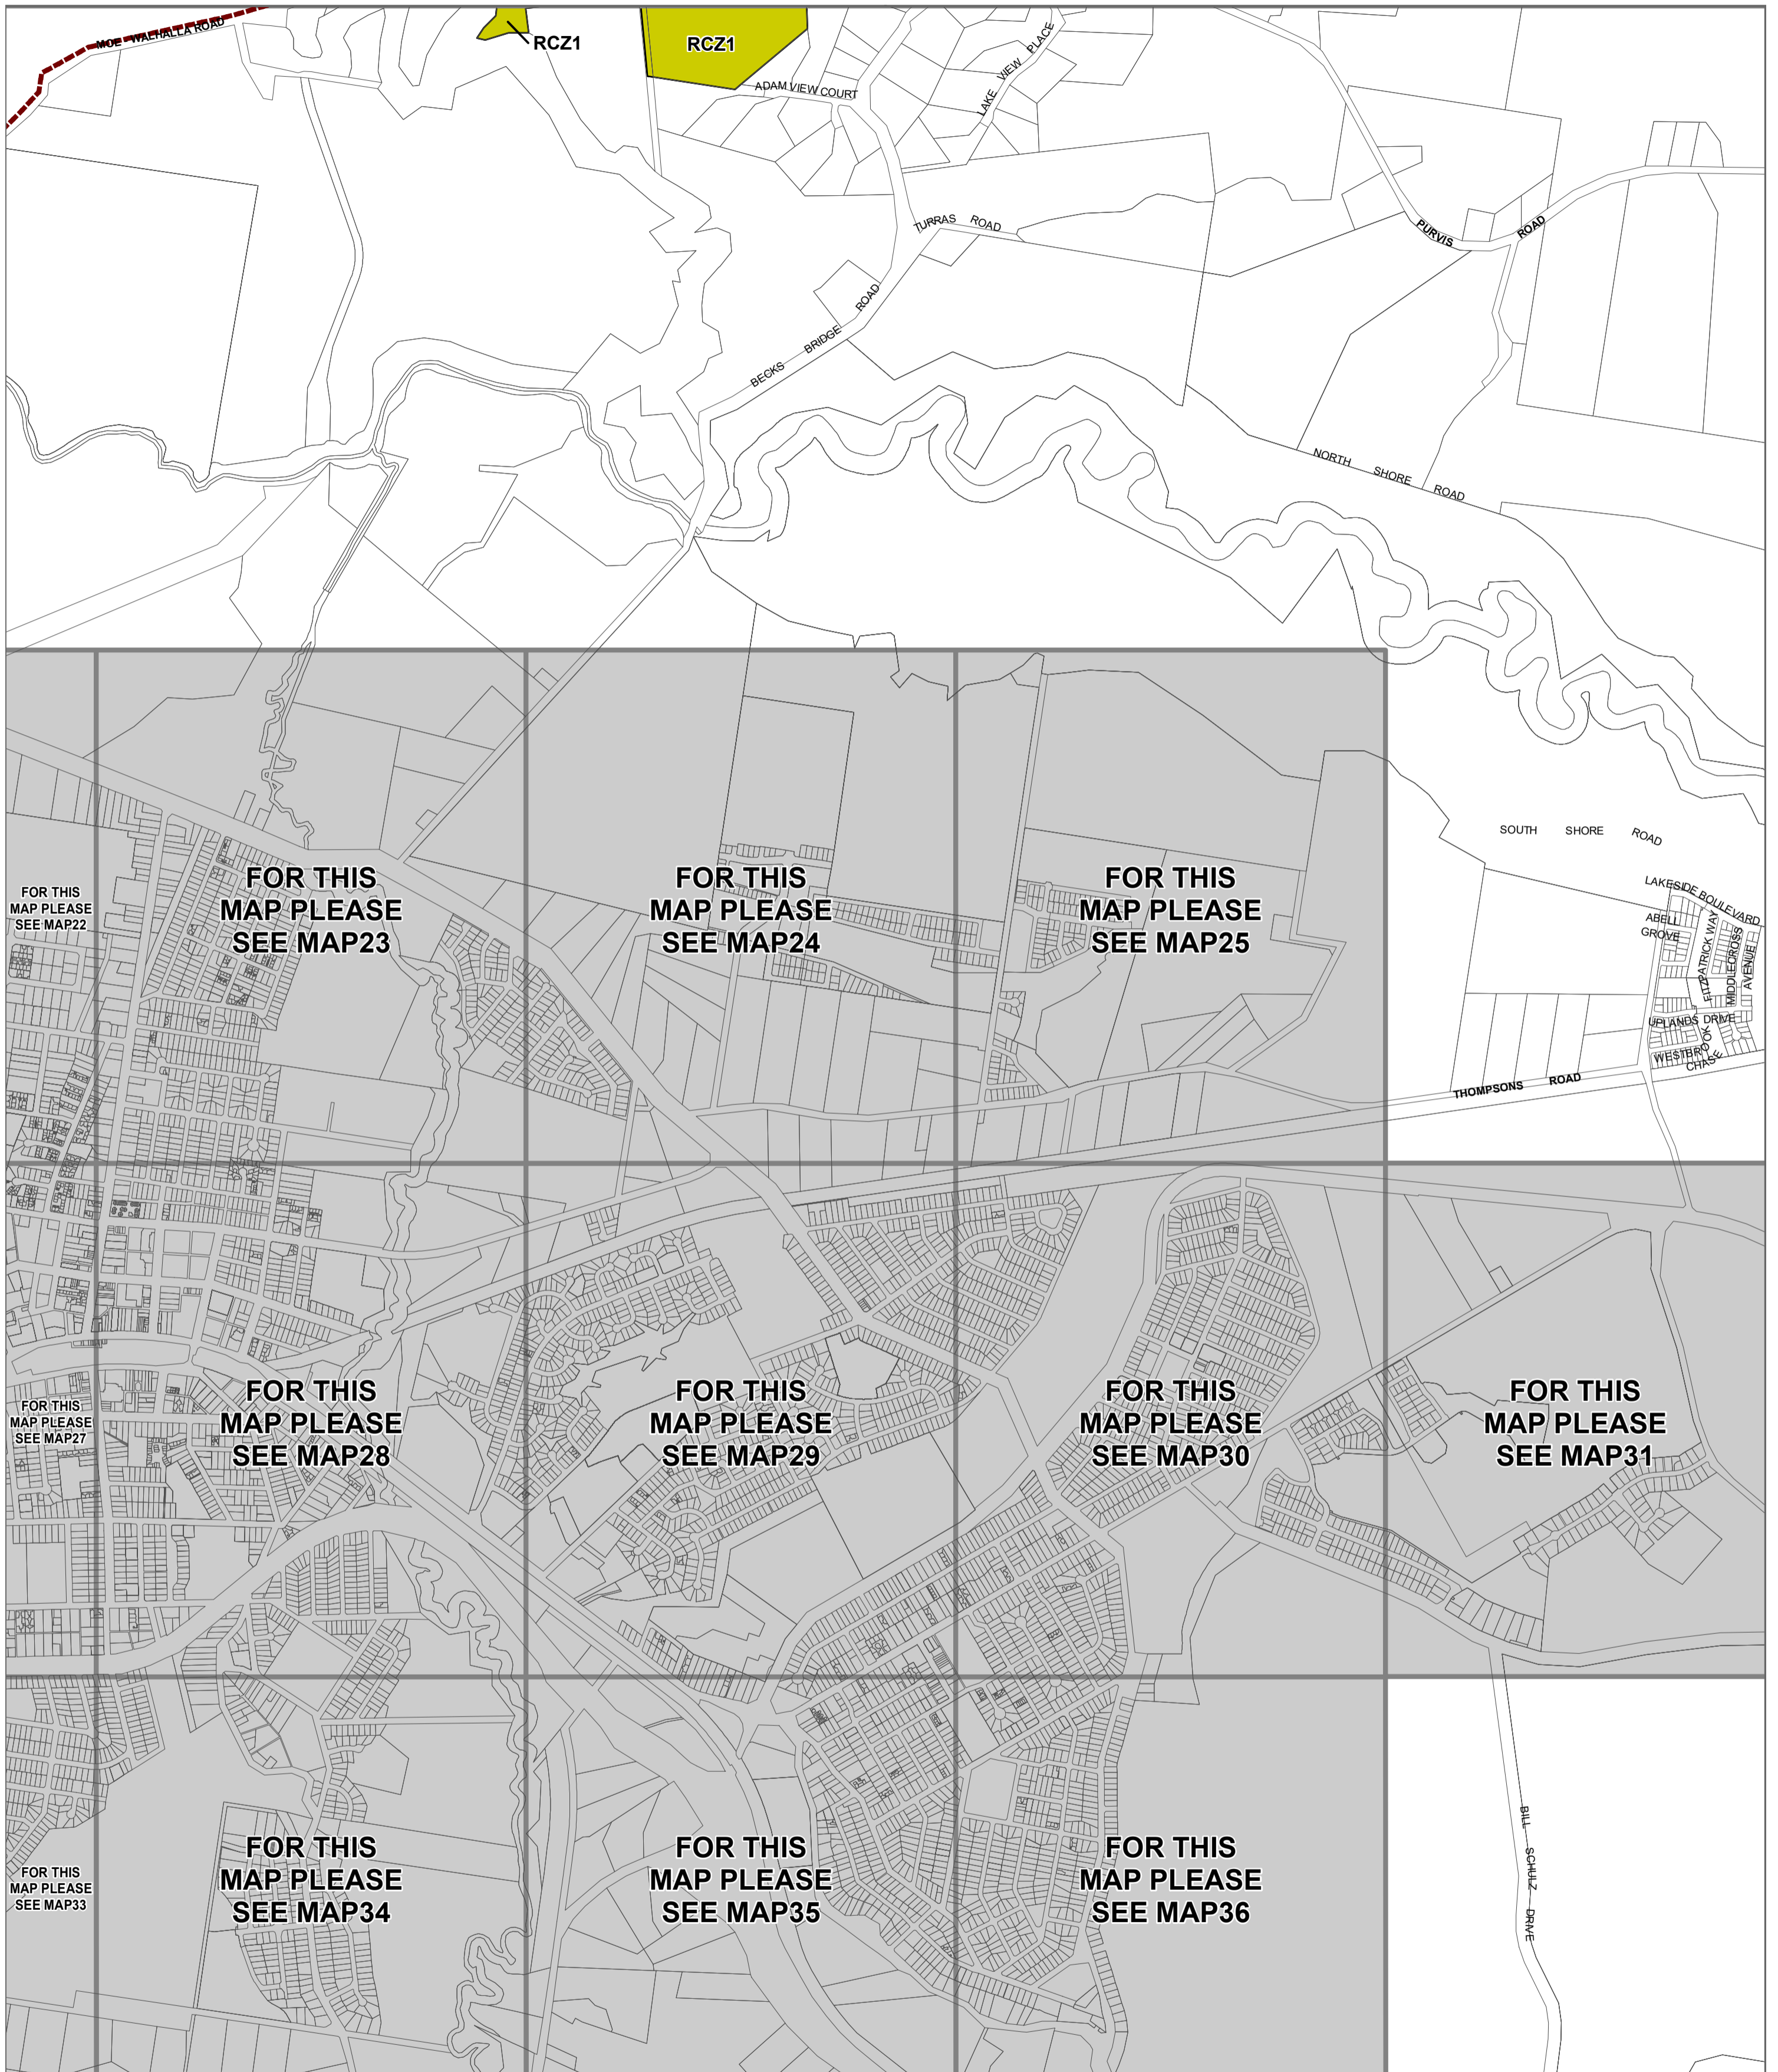 MOE WALHALLA ROAD
RCZ1
RCZ1
ADAM VIEW COURT
LAKE VIEW PLACE
TURRAS ROAD
PURVIS ROAD
BECKS BRIDGE ROAD
NORTH SHORE ROAD
SOUTH SHORE ROAD
LAKESIDE BOULEVARD
ABELL
GROVE
FITZPATRICK WAY
MIDDLECROSS
AVENUE
UPLANDS DRIVE
WESTBROOK
CHASE
THOMPSONS ROAD
FOR THIS
MAP PLEASE
SEE MAP22
FOR THIS
MAP PLEASE
SEE MAP23
FOR THIS
MAP PLEASE
SEE MAP24
FOR THIS
MAP PLEASE
SEE MAP25
FOR THIS
MAP PLEASE
SEE MAP27
FOR THIS
MAP PLEASE
SEE MAP28
FOR THIS
MAP PLEASE
SEE MAP29
FOR THIS
MAP PLEASE
SEE MAP30
FOR THIS
MAP PLEASE
SEE MAP31
FOR THIS
MAP PLEASE
SEE MAP33
FOR THIS
MAP PLEASE
SEE MAP34
FOR THIS
MAP PLEASE
SEE MAP35
FOR THIS
MAP PLEASE
SEE MAP36
BILL SCHULZ DRIVE